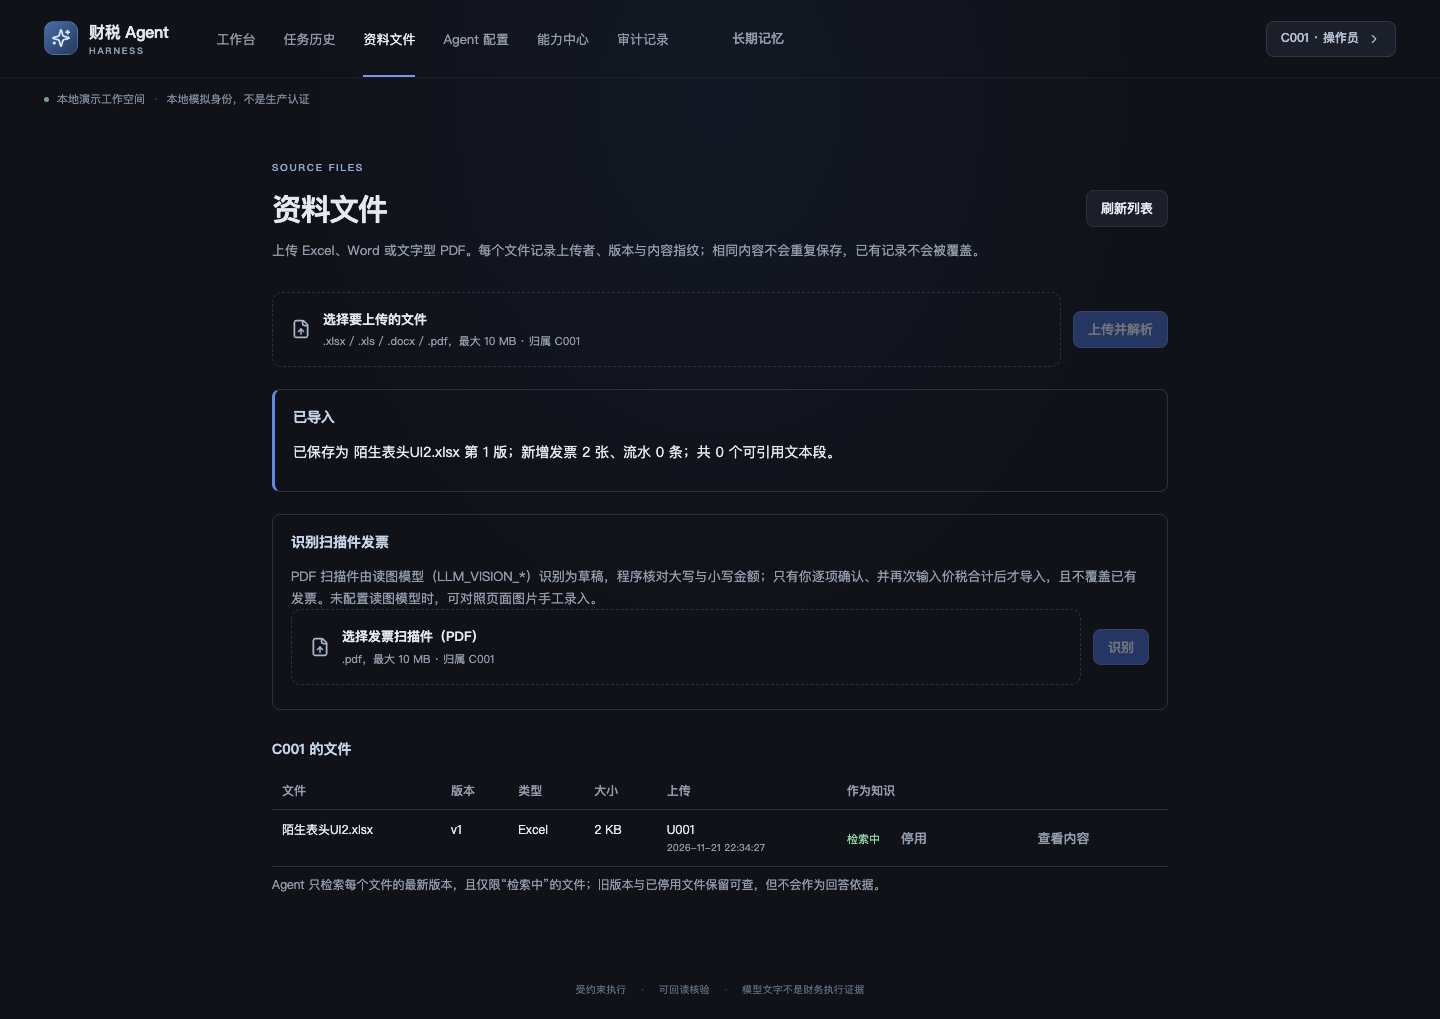 财税 Agent
HARNESS
工作台 任务历史 资料文件 Agent 配置 能力中心 审计记录 长期记忆
C001 · 操作员
本地演示工作空间 · 本地模拟身份，不是生产认证
SOURCE FILES
资料文件
刷新列表
上传 Excel、Word 或文字型 PDF。每个文件记录上传者、版本与内容指纹；相同内容不会重复保存，已有记录不会被覆盖。
选择要上传的文件
.xlsx / .xls / .docx / .pdf，最大 10 MB · 归属 C001
上传并解析
已导入
已保存为 陌生表头UI2.xlsx 第 1 版；新增发票 2 张、流水 0 条；共 0 个可引用文本段。
识别扫描件发票
PDF 扫描件由读图模型（LLM_VISION_*）识别为草稿，程序核对大写与小写金额；只有你逐项确认、并再次输入价税合计后才导入，且不覆盖已有
发票。未配置读图模型时，可对照页面图片手工录入。
选择发票扫描件（PDF）
.pdf，最大 10 MB · 归属 C001
识别
C001 的文件
文件 版本 类型 大小 上传 作为知识
陌生表头UI2.xlsx v1 Excel 2 KB U001
2026-11-21 22:34:27
检索中 停用 查看内容
Agent 只检索每个文件的最新版本，且仅限“检索中”的文件；旧版本与已停用文件保留可查，但不会作为回答依据。
受约束执行 · 可回读核验 · 模型文字不是财务执行证据